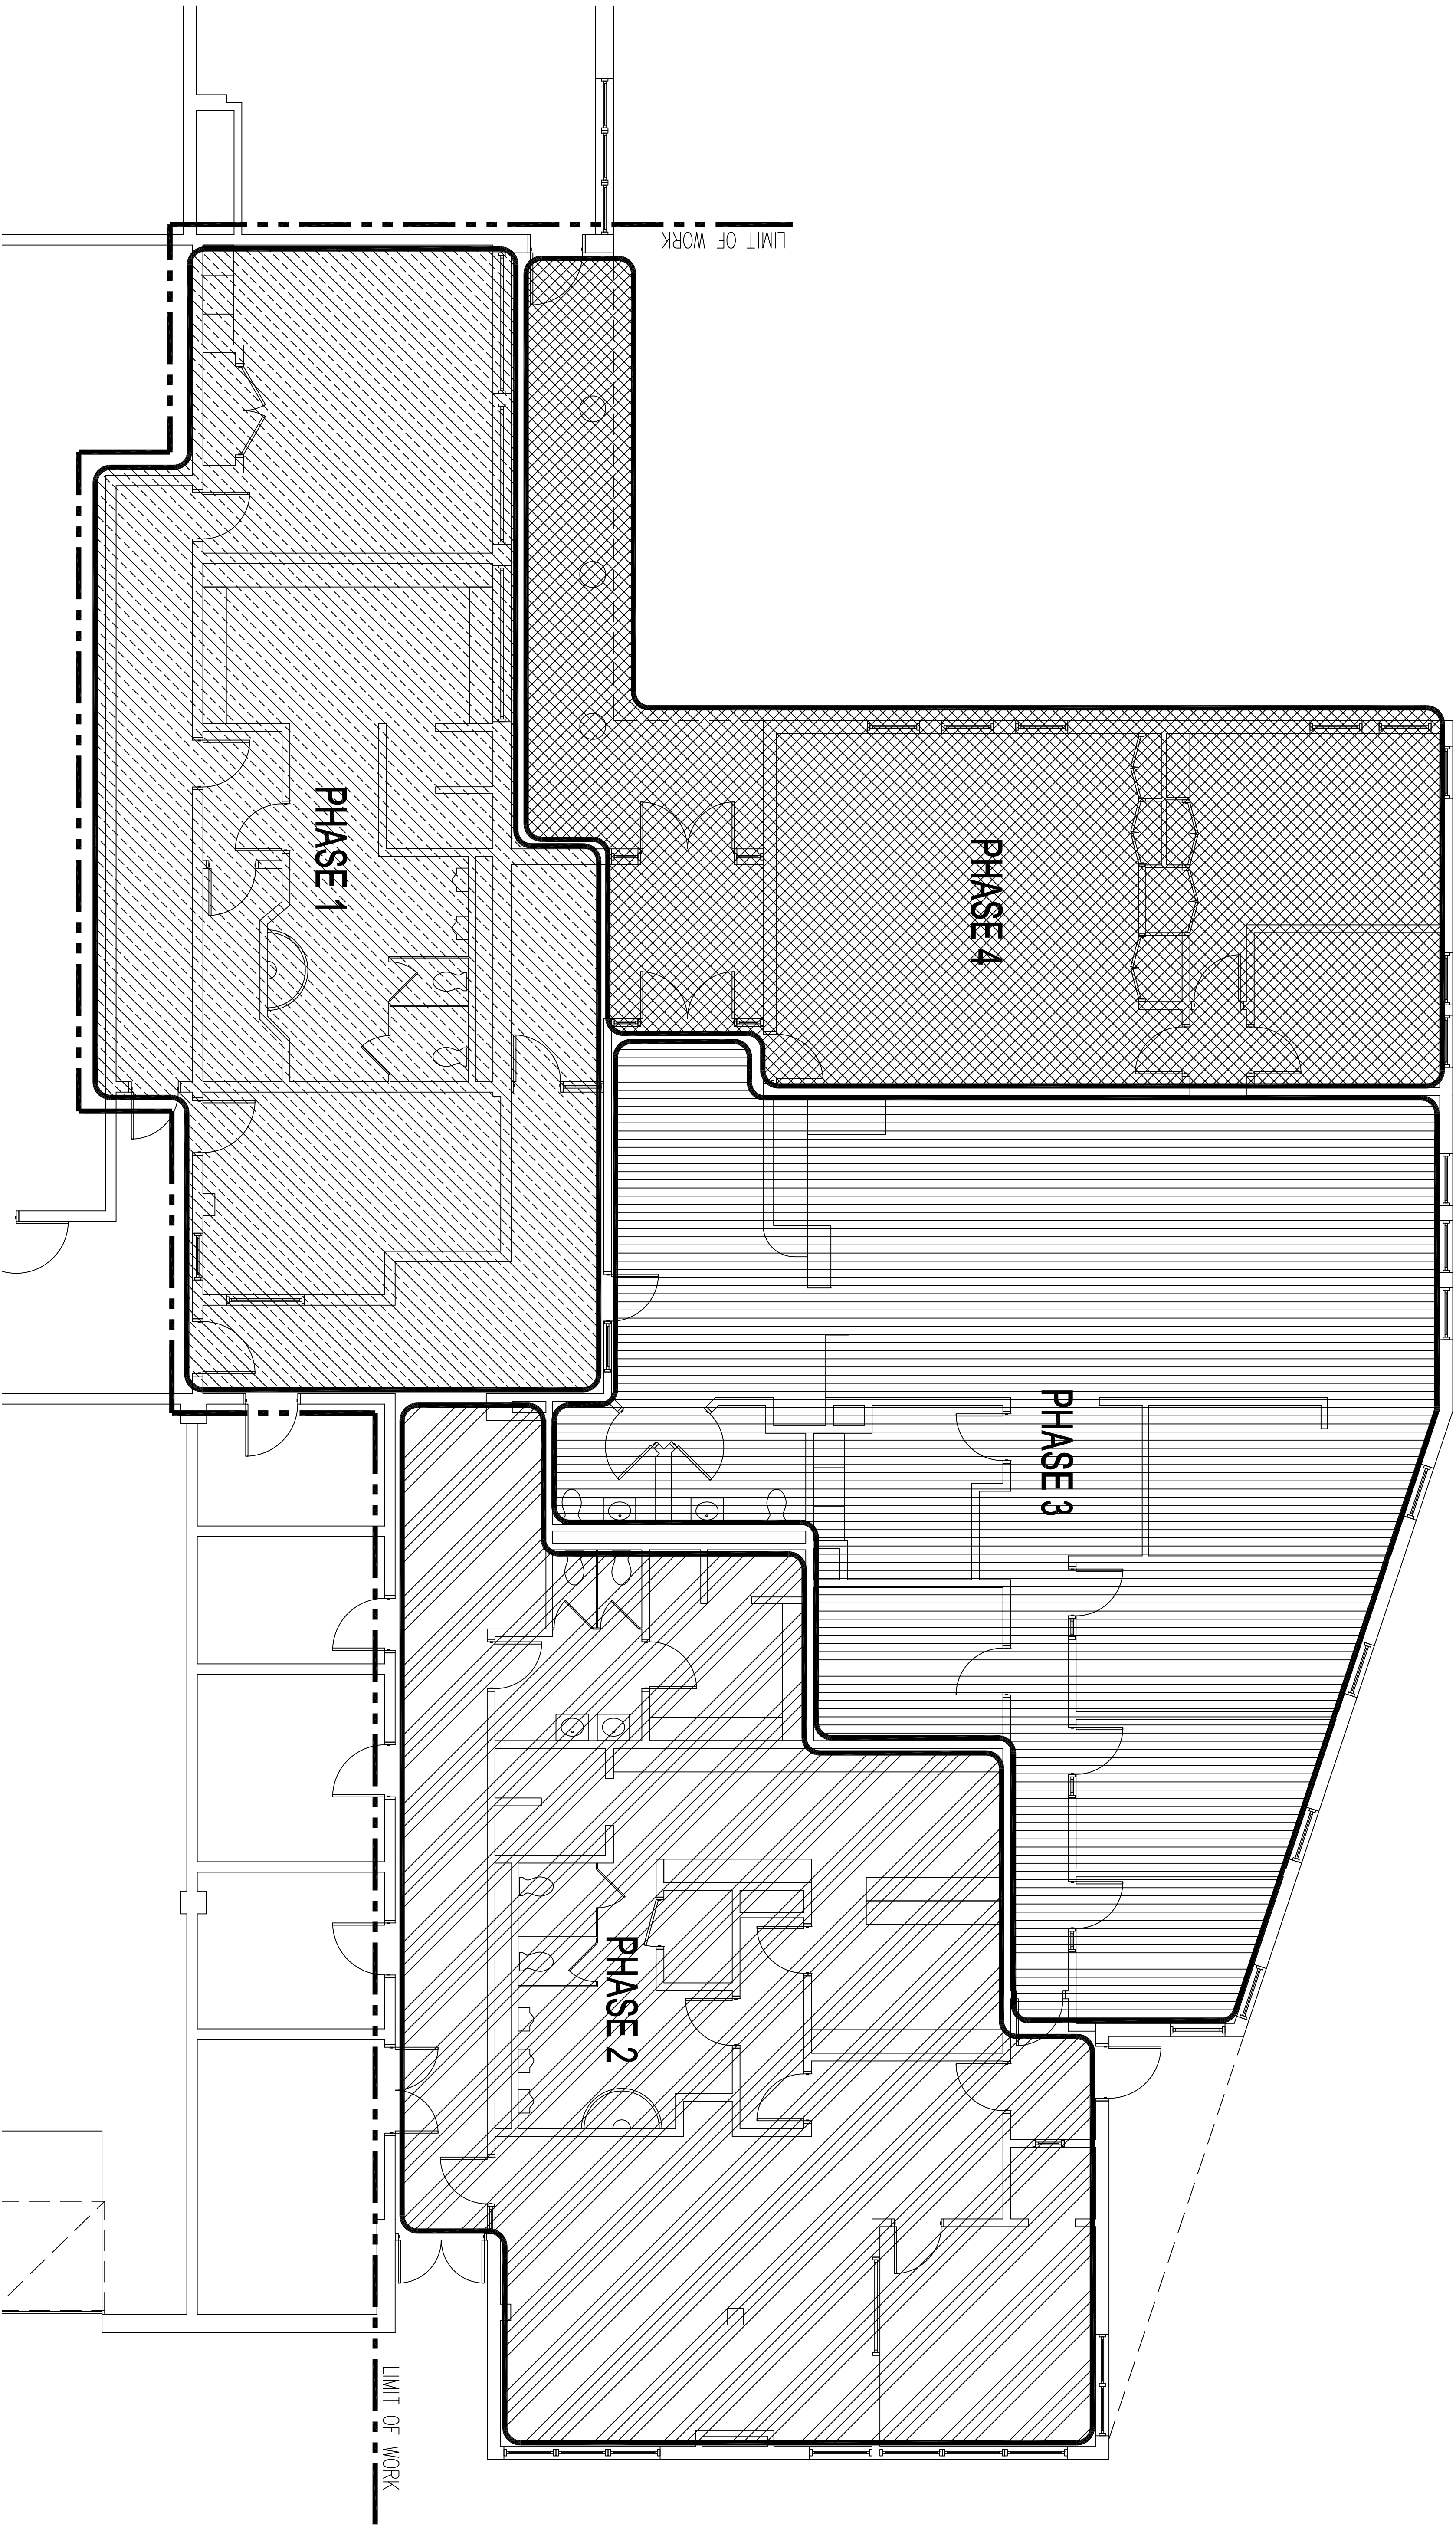 LIMIT OF WORK
PHASE 1
PHASE 4
PHASE 3
PHASE 2
LIMIT OF WORK